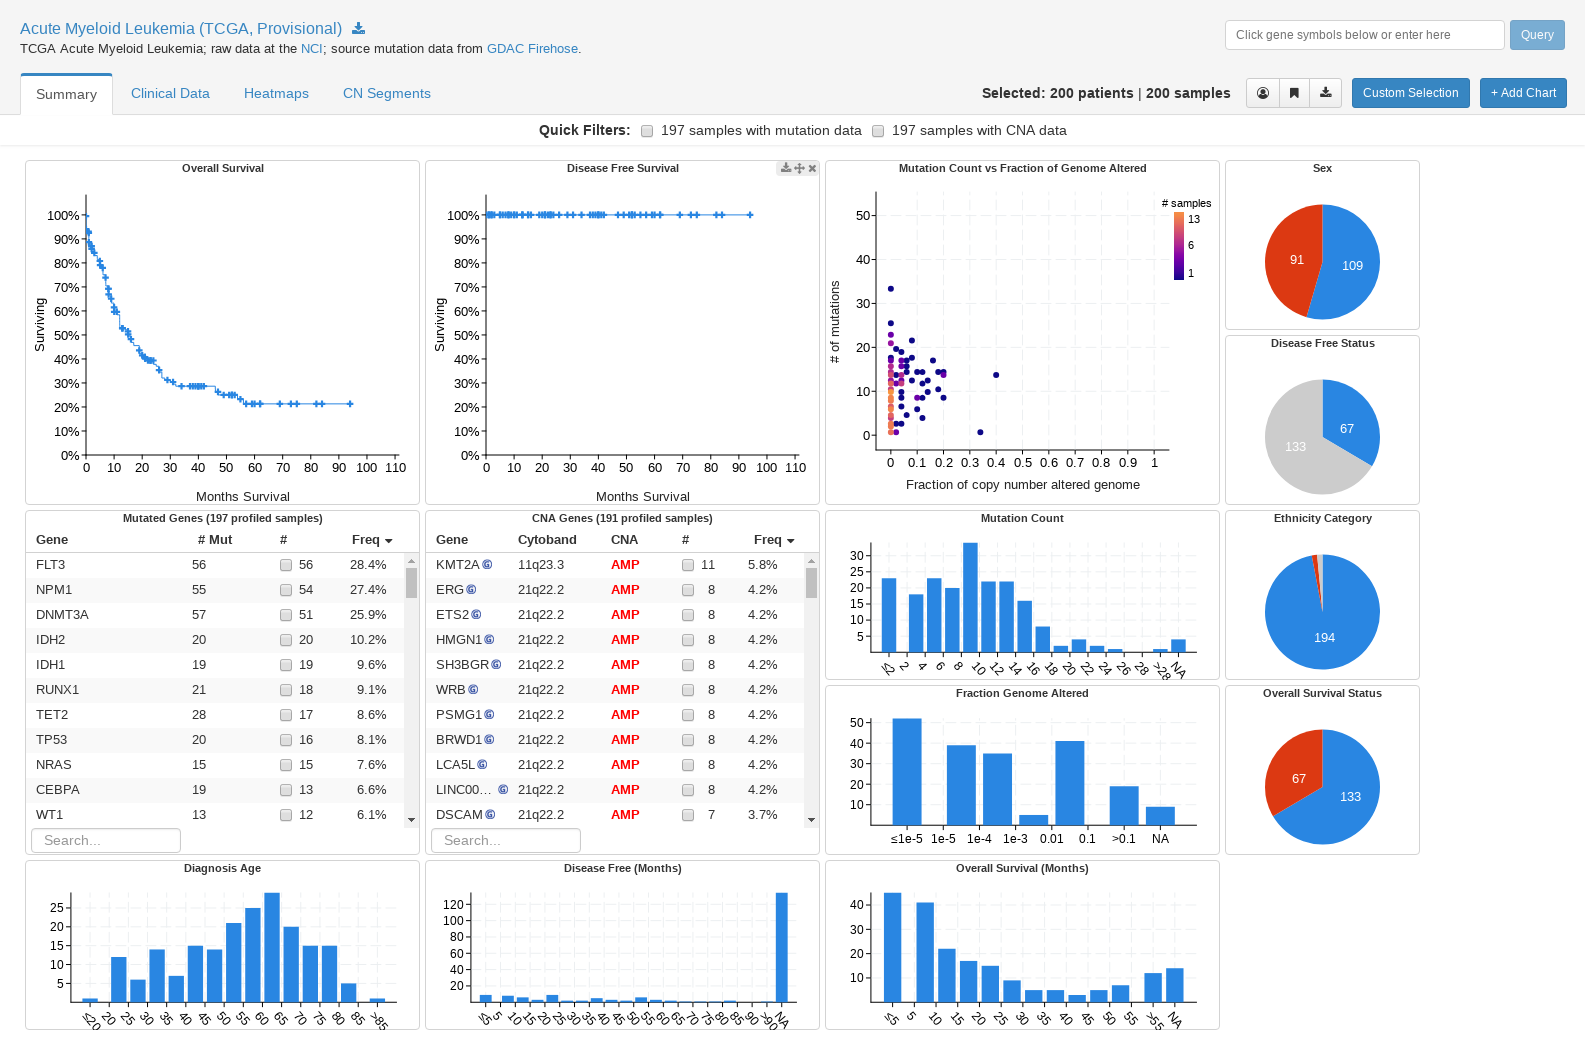 Acute Myeloid Leukemia (TCGA, Provisional)
TCGA Acute Myeloid Leukemia; raw data at the NCI; source mutation data from GDAC Firehose.
Click gene symbols below or enter here
Query
Summary
Clinical Data
Heatmaps
CN Segments
Selected: 200 patients | 200 samples
Custom Selection
+ Add Chart
Quick Filters: 197 samples with mutation data 197 samples with CNA data
Overall Survival
100%
90%
80%
70%
60%
50%
40%
30%
20%
10%
0%
Surviving
0 10 20 30 40 50 60 70 80 90 100 110
Months Survival
Disease Free Survival
100%
90%
80%
70%
60%
50%
40%
30%
20%
10%
0%
Surviving
0 10 20 30 40 50 60 70 80 90 100 110
Months Survival
Mutation Count vs Fraction of Genome Altered
# samples
13
6
1
50
40
30
20
10
0
# of mutations
0 0.1 0.2 0.3 0.4 0.5 0.6 0.7 0.8 0.9 1
Fraction of copy number altered genome
Sex
91
109
Disease Free Status
133
67
Mutated Genes (197 profiled samples)
Gene # Mut # Freq
FLT3 56 56 28.4%
NPM1 55 54 27.4%
DNMT3A 57 51 25.9%
IDH2 20 20 10.2%
IDH1 19 19 9.6%
RUNX1 21 18 9.1%
TET2 28 17 8.6%
TP53 20 16 8.1%
NRAS 15 15 7.6%
CEBPA 19 13 6.6%
WT1 13 12 6.1%
Search...
CNA Genes (191 profiled samples)
Gene Cytoband CNA # Freq
KMT2A G 11q23.3 AMP 11 5.8%
ERG G 21q22.2 AMP 8 4.2%
ETS2 G 21q22.2 AMP 8 4.2%
HMGN1 G 21q22.2 AMP 8 4.2%
SH3BGR G 21q22.2 AMP 8 4.2%
WRB G 21q22.2 AMP 8 4.2%
PSMG1 G 21q22.2 AMP 8 4.2%
BRWD1 G 21q22.2 AMP 8 4.2%
LCA5L G 21q22.2 AMP 8 4.2%
LINC00... G 21q22.2 AMP 8 4.2%
DSCAM G 21q22.2 AMP 7 3.7%
Search...
Mutation Count
30
25
20
15
10
5
≤2 2 4 6 8 10 12 14 16 18 20 22 24 26 28 >28 NA
Fraction Genome Altered
50
40
30
20
10
≤1e-5 1e-5 1e-4 1e-3 0.01 0.1 >0.1 NA
Ethnicity Category
194
Overall Survival Status
67
133
Diagnosis Age
25
20
15
10
5
≤20 20 25 30 35 40 45 50 55 60 65 70 75 80 85 >85
Disease Free (Months)
120
100
80
60
40
20
≤5 5 10 15 20 25 30 35 40 45 50 55 60 65 70 75 80 85 90 >90 NA
Overall Survival (Months)
40
30
20
10
≤5 5 10 15 20 25 30 35 40 45 50 55 >55 NA